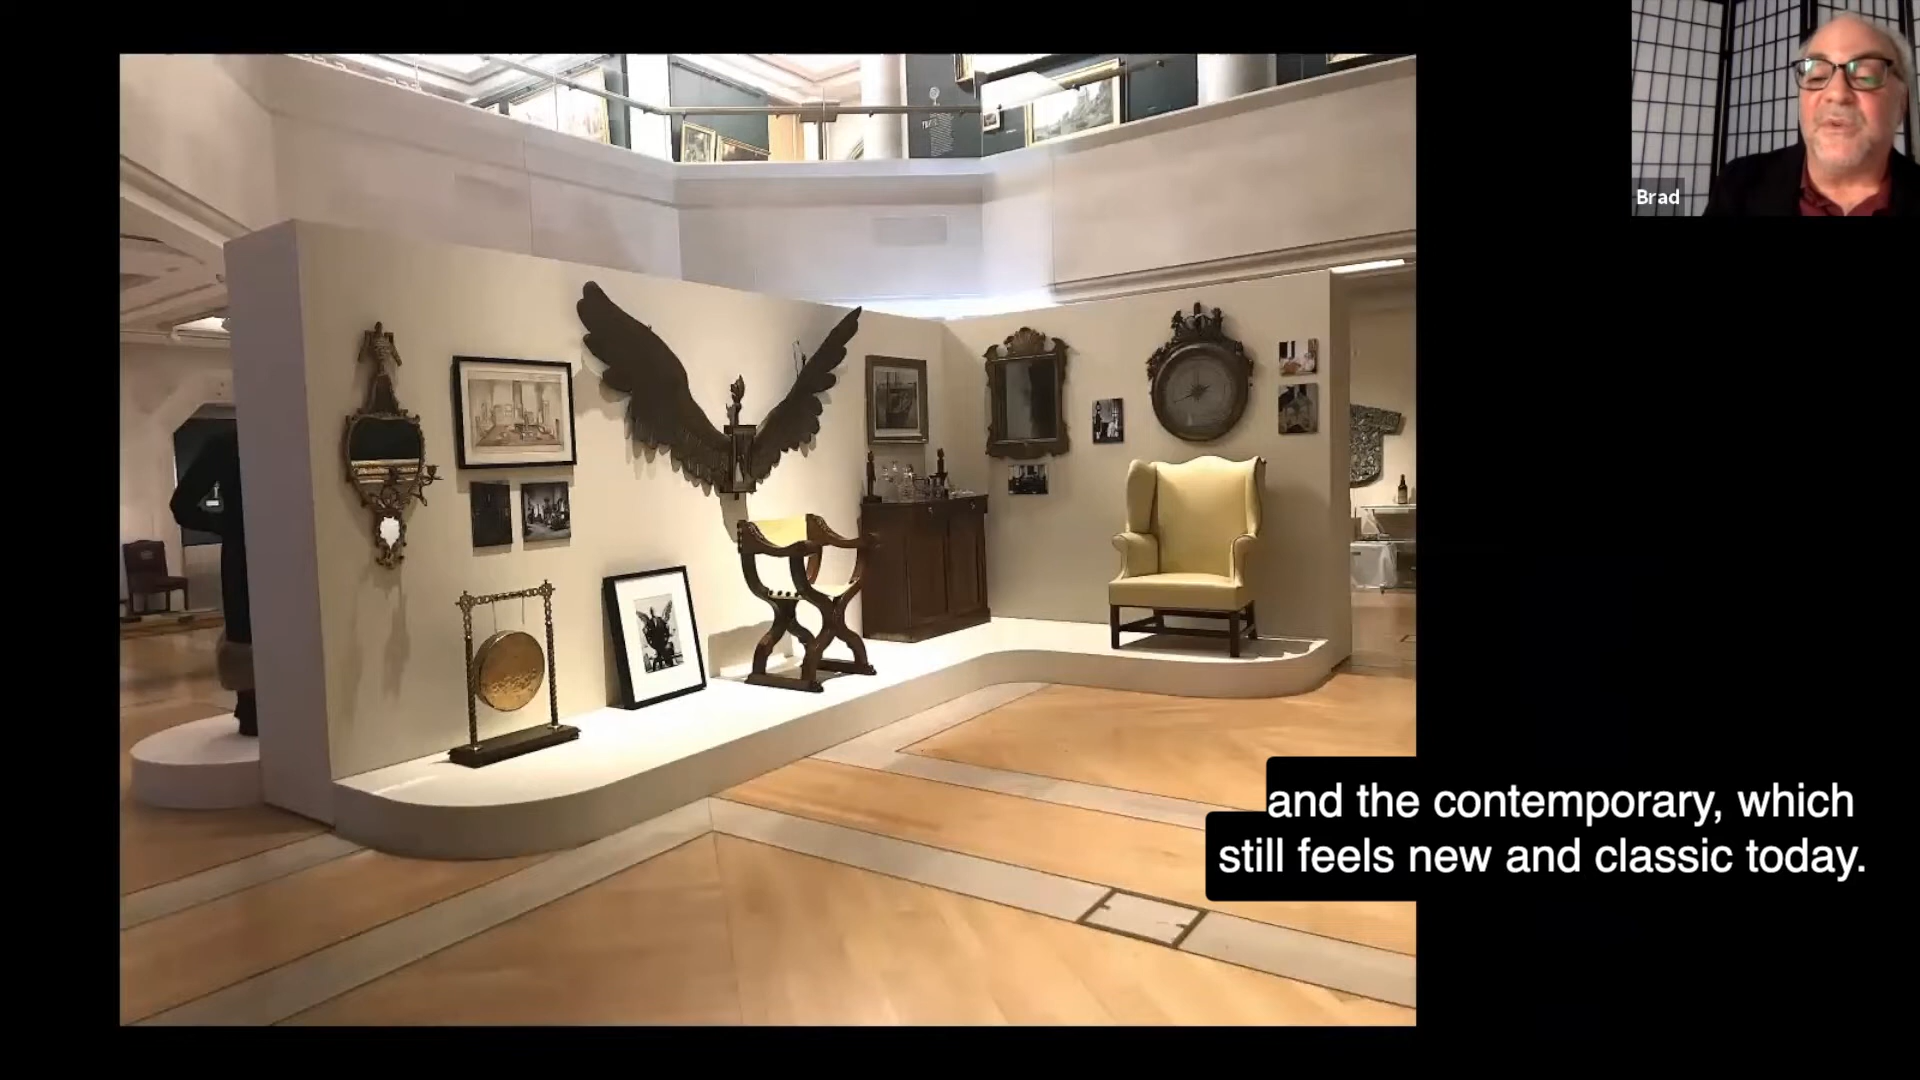 Brad
and the contemporary, which
still feels new and classic today.